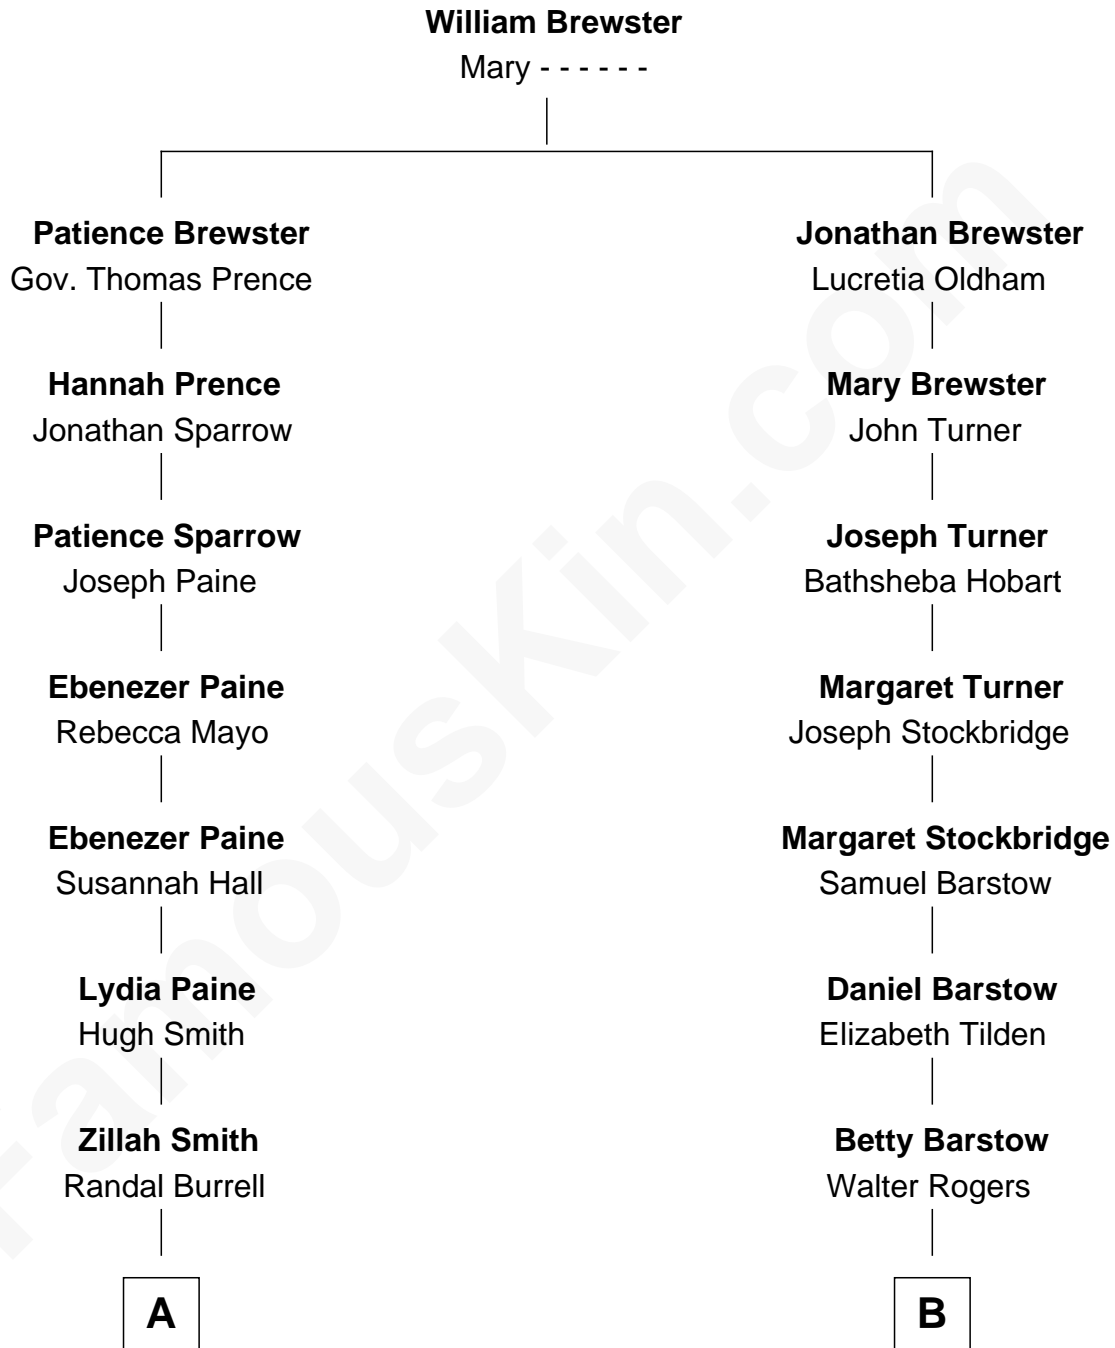 William Brewster
Mary - - - - - -
Patience Brewster
Gov. Thomas Prence
Jonathan Brewster
Lucretia Oldham
Hannah Prence
Jonathan Sparrow
Mary Brewster
John Turner
Patience Sparrow
Joseph Paine
Joseph Turner
Bathsheba Hobart
Ebenezer Paine
Rebecca Mayo
Margaret Turner
Joseph Stockbridge
Ebenezer Paine
Susannah Hall
Margaret Stockbridge
Samuel Barstow
Lydia Paine
Hugh Smith
Daniel Barstow
Elizabeth Tilden
Zillah Smith
Randal Burrell
Betty Barstow
Walter Rogers
A
B
FamousKin.com